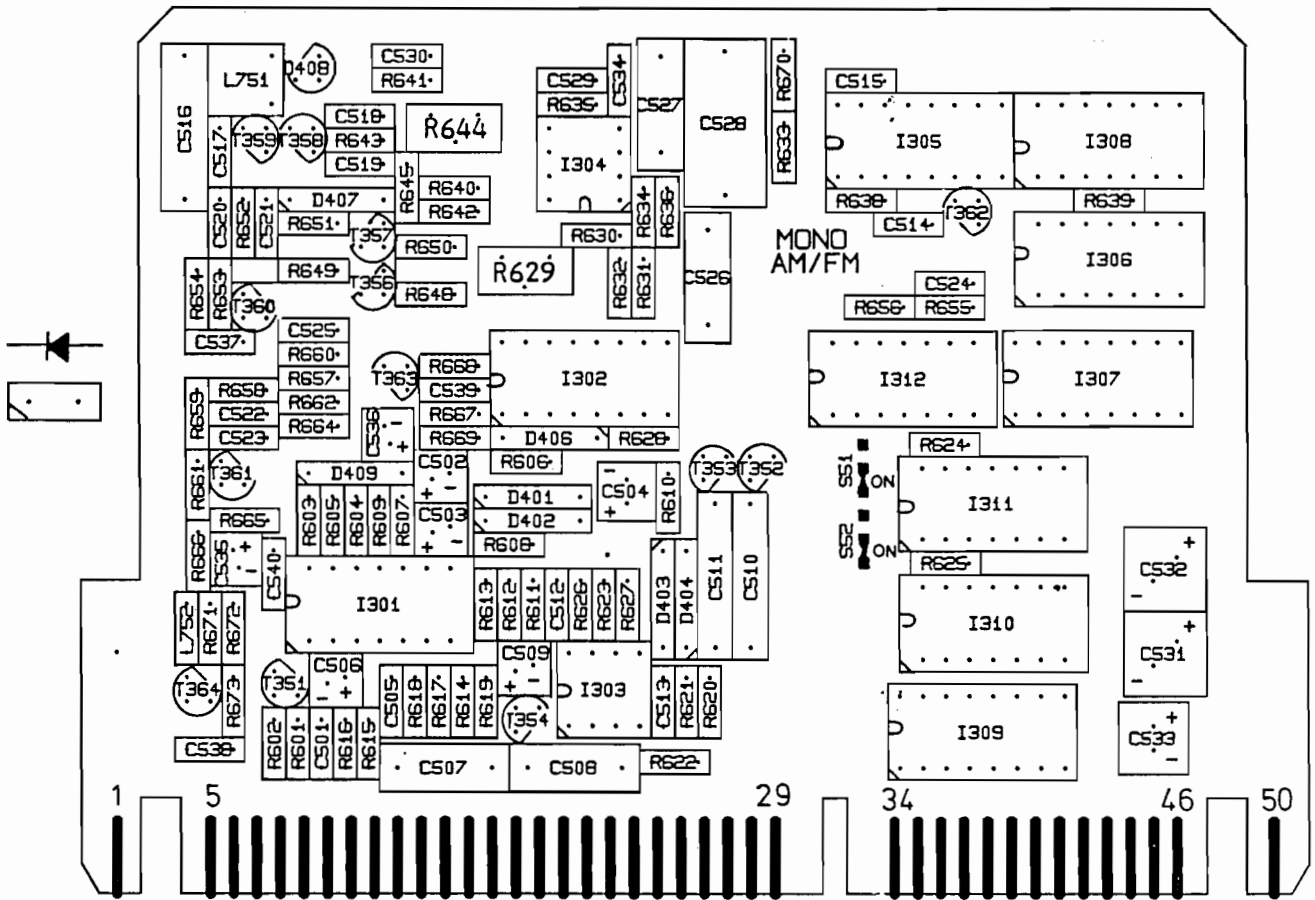 C530
R641
L751
D408
C516
C517
T359
T358
C518
R643
C519
R644
C529
R635
C534
C527
C528
R670
R633
C515
I305
I308
I304
R645
R640
R642
D407
C520
R652
C521
R651
T357
R650
R634
R636
R630
R638
C514
T362
R639
MONO
AM/FM
I306
R649
T356
R648
R629
R632
R631
C526
C524
R656
R655
R654
R653
T360
C537
C525
R660
R657
R662
R664
T363
R668
C539
R667
R669
I302
I312
I307
R659
R658
C522
C523
C536
- +
D406
R628
R606
R624
R661
T361
D409
C502
+ -
D401
D402
C504
-
+
R610
T353
T352
SS1
ON
I311
R603
R605
R604
R609
R607
C503
+ -
R608
R665
R666
C535
+ -
C540
SS2
ON
R625
I301
R613
R612
R611
C512
R626
R623
R627
D403
D404
C511
C510
I310
+
C532
-
L752
R671
R672
T364
R673
C538
T351
C506
- +
C505
R618
R617
R614
R619
C509
+ -
T354
I303
C513
R621
R620
+
C531
-
I309
+
C533
-
R602
R601
C501
R616
R615
C507
C508
R622
1 5 29 34 46 50